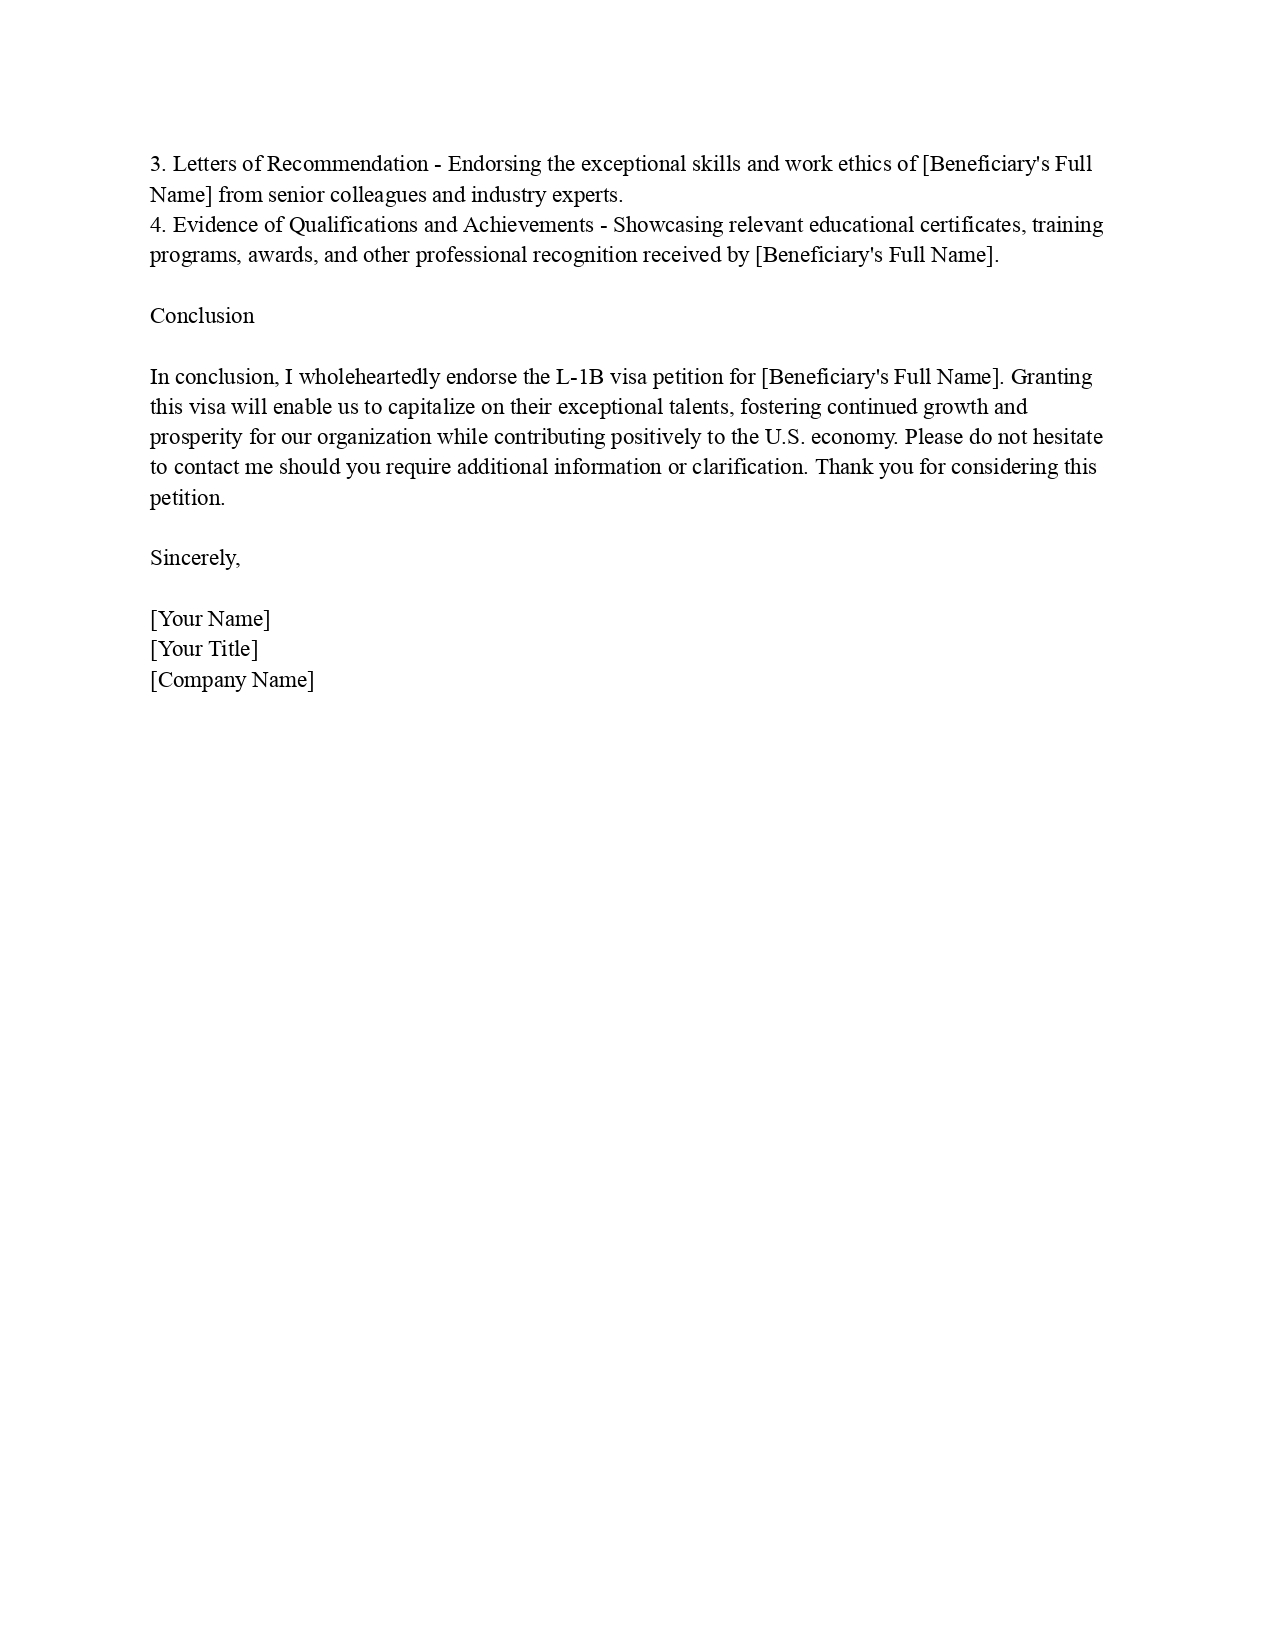 3. Letters of Recommendation - Endorsing the exceptional skills and work ethics of [Beneficiary's Full
Name] from senior colleagues and industry experts.
4. Evidence of Qualifications and Achievements - Showcasing relevant educational certificates, training
programs, awards, and other professional recognition received by [Beneficiary's Full Name].
Conclusion
In conclusion, I wholeheartedly endorse the L-1B visa petition for [Beneficiary's Full Name]. Granting
this visa will enable us to capitalize on their exceptional talents, fostering continued growth and
prosperity for our organization while contributing positively to the U.S. economy. Please do not hesitate
to contact me should you require additional information or clarification. Thank you for considering this
petition.
Sincerely,
[Your Name]
[Your Title]
[Company Name]